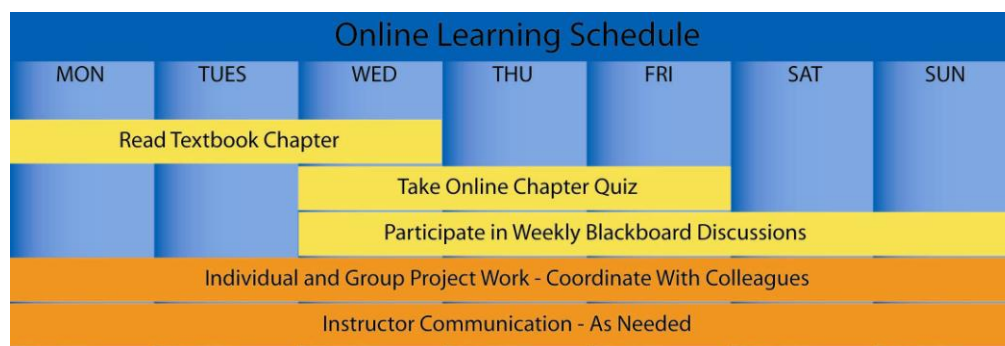 Online Learning Schedule
MON TUES WED THU FRI SAT SUN
Read Textbook Chapter
Take Online Chapter Quiz
Participate in Weekly Blackboard Discussions
Individual and Group Project Work - Coordinate With Colleagues
Instructor Communication - As Needed